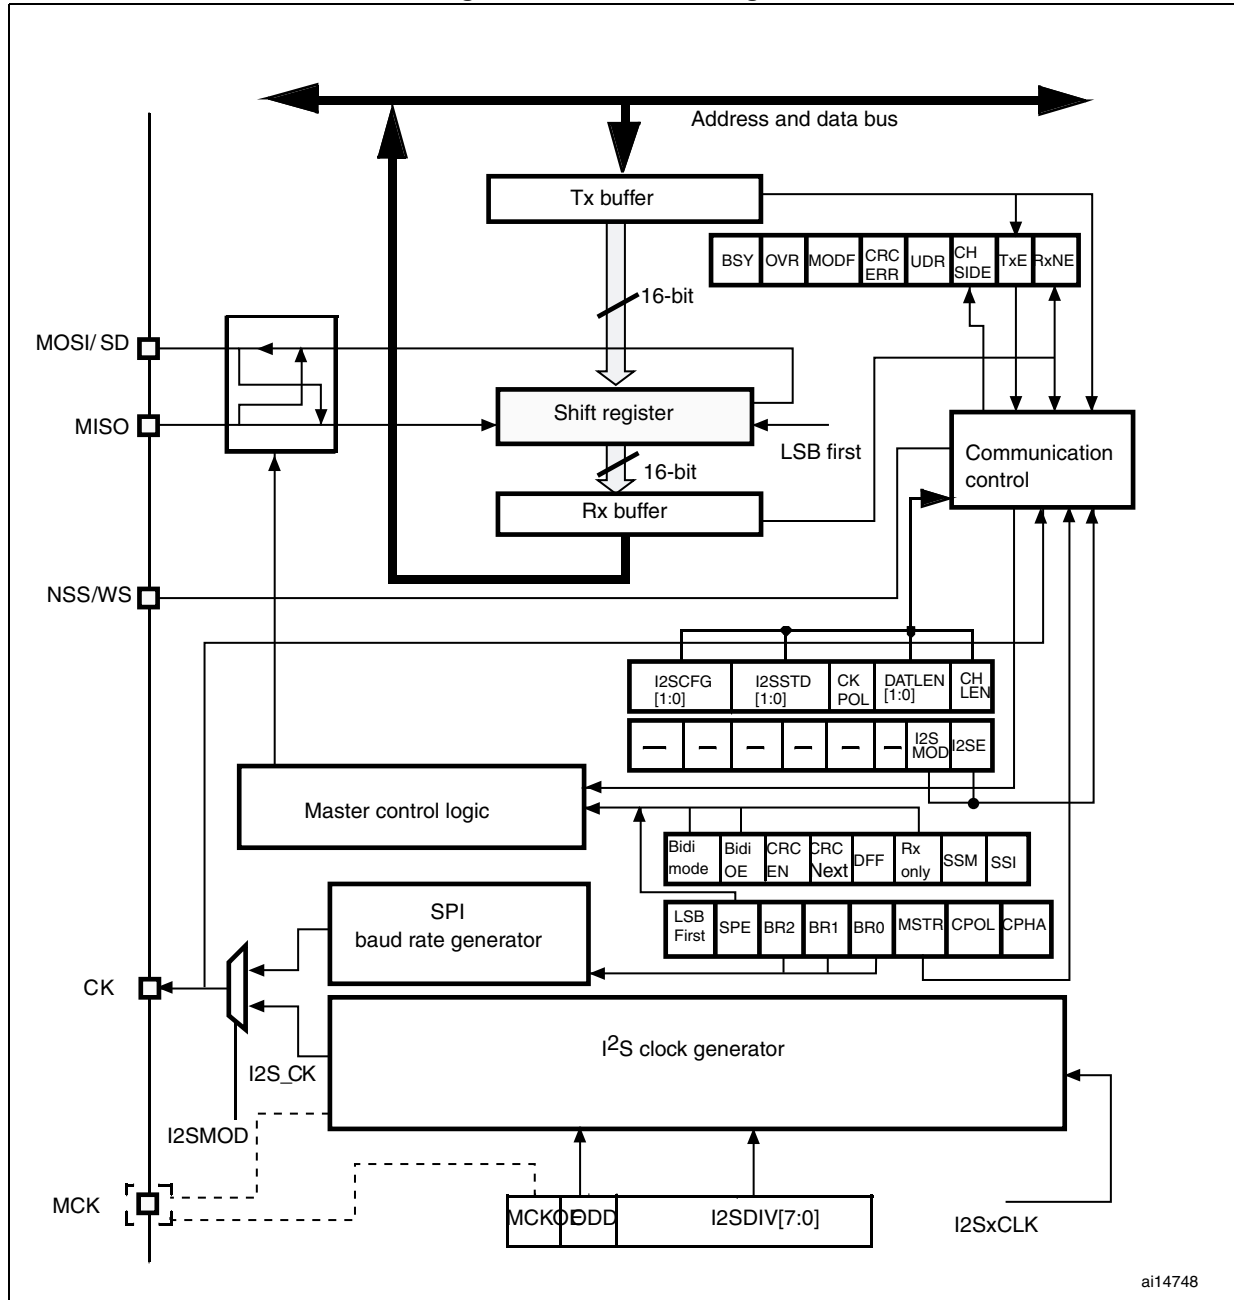 Address and data bus
Tx buffer
BSY OVR MODF CRC ERR UDR CH SIDE TxE RxNE
16-bit
MOSI/ SD
Shift register
MISO
LSB first
Communication
control
16-bit
Rx buffer
NSS/WS
I2SCFG [1:0] I2SSTD [1:0] CK POL DATLEN [1:0] CH LEN
I2S MOD I2SE
Master control logic
Bidi mode Bidi OE CRC EN CRC Next DFF Rx only SSM SSI
LSB First SPE BR2 BR1 BR0 MSTR CPOL CPHA
SPI
baud rate generator
CK
I2S clock generator
I2S_CK
I2SMOD
MCK
MCKOE ODD I2SDIV[7:0]
I2SxCLK
ai14748